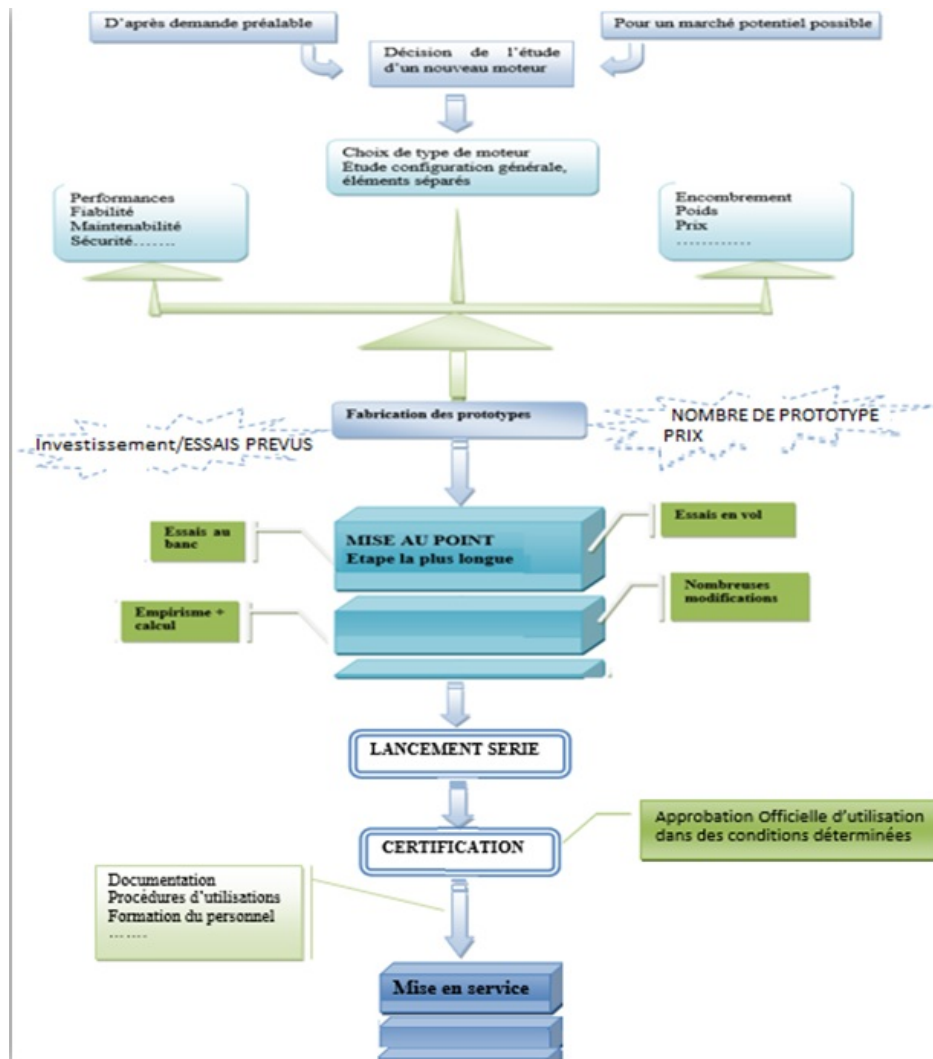 D'après demande préalable
Pour un marché potentiel possible
Décision de l'étude
d'un nouveau moteur
Choix de type de moteur
Etude configuration générale,
éléments séparés
Performances
Fiabilité
Maintenabilité
Sécurité…….
Encombrement
Poids
Prix
…………
Fabrication des prototypes
Investissement/ESSAIS PREVUS
NOMBRE DE PROTOTYPE
PRIX
Essais au
banc
MISE AU POINT
Etape la plus longue
Essais en vol
Empirisme +
calcul
Nombreuses
modifications
LANCEMENT SERIE
CERTIFICATION
Approbation Officielle d'utilisation
dans des conditions déterminées
Documentation
Procédures d'utilisations
Formation du personnel
…….
Mise en service